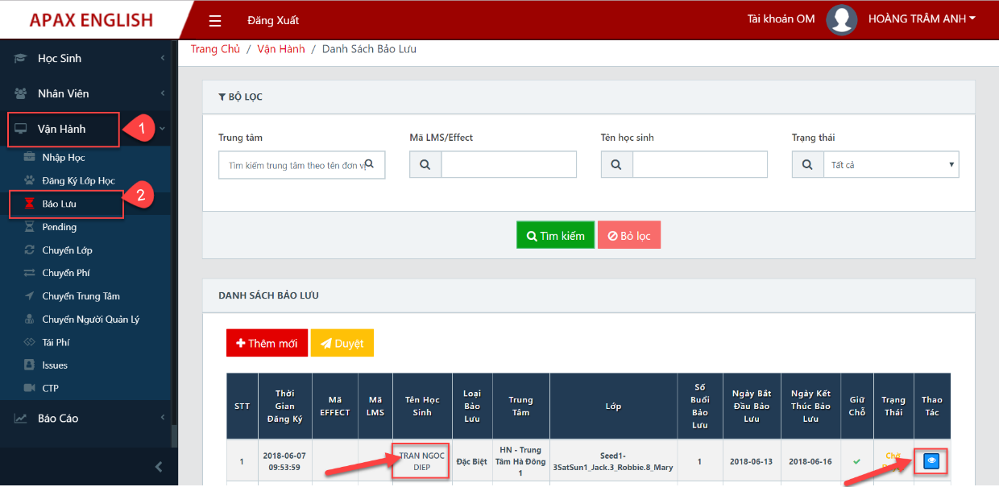 APAX ENGLISH
Đăng Xuất
Tài khoản OM
HOÀNG TRÂM ANH
Trang Chủ / Vận Hành / Danh Sách Bảo Lưu
Học Sinh
Nhân Viên
Vận Hành
1
Nhập Học
Đăng Ký Lớp Học
Bảo Lưu
2
Pending
Chuyển Lớp
Chuyển Phí
Chuyển Trung Tâm
Chuyển Người Quản Lý
Tái Phí
Issues
CTP
Báo Cáo
BỘ LỌC
Trung tâm
Mã LMS/Effect
Tên học sinh
Trạng thái
Tìm kiếm trung tâm theo tên đơn
Tất cả
Tìm kiếm
Bỏ lọc
DANH SÁCH BẢO LƯU
Thêm mới
Duyệt
STT
Thời
Gian
Đăng Ký
Mã
EFFECT
Mã
LMS
Tên Học
Sinh
Loại
Bảo
Lưu
Trung
Tâm
Lớp
Số
Buổi
Bảo
Lưu
Ngày Bắt
Đầu Bảo
Lưu
Ngày Kết
Thúc Bảo
Lưu
Giữ
Chỗ
Trạng
Thái
Thao
Tác
1
2018-06-07
09:53:59
TRAN NGOC
DIEP
Đặc Biệt
HN - Trung
Tâm Hà Đông
1
Seed1-
3SatSun1_Jack.3_Robbie.8_Mary
1
2018-06-13
2018-06-16
Chờ